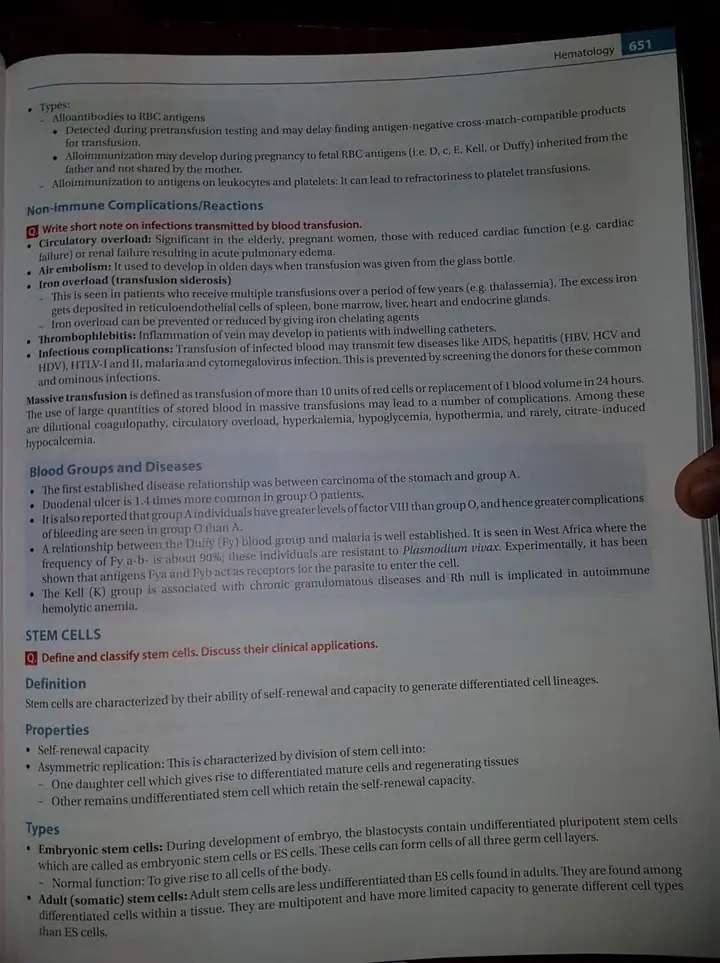 Hematology 651
• Types:
– Alloantibodies to RBC antigens
◆ Detected during pretransfusion testing and may delay finding antigen-negative cross-match-compatible products
for transfusion.
◆ Alloimmunization may develop during pregnancy to fetal RBC antigens (i.e. D, c, E, Kell, or Duffy) inherited from the
father and not shared by the mother.
– Alloimmunization to antigens on leukocytes and platelets: It can lead to refractoriness to platelet transfusions.
Non-immune Complications/Reactions
Q. Write short note on infections transmitted by blood transfusion.
• Circulatory overload: Significant in the elderly, pregnant women, those with reduced cardiac function (e.g. cardiac
failure) or renal failure resulting in acute pulmonary edema.
• Air embolism: It used to develop in olden days when transfusion was given from the glass bottle.
• Iron overload (transfusion siderosis)
– This is seen in patients who receive multiple transfusions over a period of few years (e.g. thalassemia). The excess iron
gets deposited in reticuloendothelial cells of spleen, bone marrow, liver, heart and endocrine glands.
– Iron overload can be prevented or reduced by giving iron chelating agents
• Thrombophlebitis: Inflammation of vein may develop in patients with indwelling catheters.
• Infectious complications: Transfusion of infected blood may transmit few diseases like AIDS, hepatitis (HBV, HCV and
HDV), HTLV-I and II, malaria and cytomegalovirus infection. This is prevented by screening the donors for these common
and ominous infections.
Massive transfusion is defined as transfusion of more than 10 units of red cells or replacement of 1 blood volume in 24 hours.
The use of large quantities of stored blood in massive transfusions may lead to a number of complications. Among these
are dilutional coagulopathy, circulatory overload, hyperkalemia, hypoglycemia, hypothermia, and rarely, citrate-induced
hypocalcemia.
Blood Groups and Diseases
• The first established disease relationship was between carcinoma of the stomach and group A.
• Duodenal ulcer is 1.4 times more common in group O patients.
• It is also reported that group A individuals have greater levels of factor VIII than group O, and hence greater complications
of bleeding are seen in group O than A.
• A relationship between the Duffy (Fy) blood group and malaria is well established. It is seen in West Africa where the
frequency of Fy a-b- is about 90%; these individuals are resistant to Plasmodium vivax. Experimentally, it has been
shown that antigens Fya and Fyb act as receptors for the parasite to enter the cell.
• The Kell (K) group is associated with chronic granulomatous diseases and Rh null is implicated in autoimmune
hemolytic anemia.
STEM CELLS
Q. Define and classify stem cells. Discuss their clinical applications.
Definition
Stem cells are characterized by their ability of self-renewal and capacity to generate differentiated cell lineages.
Properties
• Self-renewal capacity
• Asymmetric replication: This is characterized by division of stem cell into:
– One daughter cell which gives rise to differentiated mature cells and regenerating tissues
– Other remains undifferentiated stem cell which retain the self-renewal capacity.
Types
• Embryonic stem cells: During development of embryo, the blastocysts contain undifferentiated pluripotent stem cells
which are called as embryonic stem cells or ES cells. These cells can form cells of all three germ cell layers.
– Normal function: To give rise to all cells of the body.
• Adult (somatic) stem cells: Adult stem cells are less undifferentiated than ES cells found in adults. They are found among
differentiated cells within a tissue. They are multipotent and have more limited capacity to generate different cell types
than ES cells.